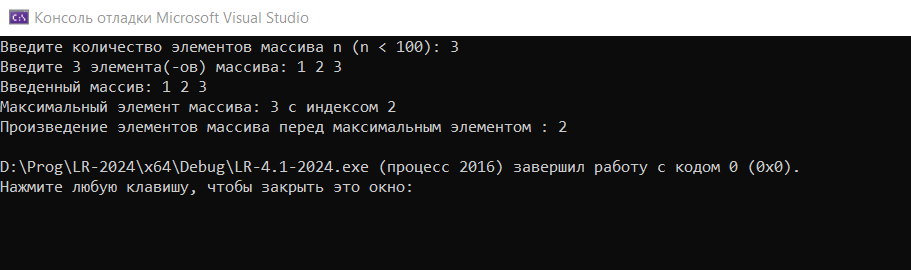 Консоль отладки Microsoft Visual Studio
Введите количество элементов массива n (n < 100): 3
Введите 3 элемента(-ов) массива: 1 2 3
Введенный массив: 1 2 3
Максимальный элемент массива: 3 с индексом 2
Произведение элементов массива перед максимальным элементом : 2
D:\Prog\LR-2024\x64\Debug\LR-4.1-2024.exe (процесс 2016) завершил работу с кодом 0 (0x0).
Нажмите любую клавишу, чтобы закрыть это окно: